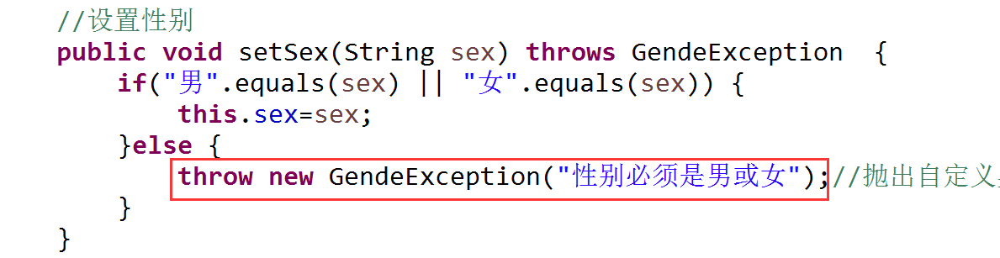 //设置性别
public void setSex(String sex) throws GendeException  {
if("男".equals(sex) || "女".equals(sex)) {
this.sex=sex;
}else {
throw new GendeException("性别必须是男或女");//抛出自定义
}
}